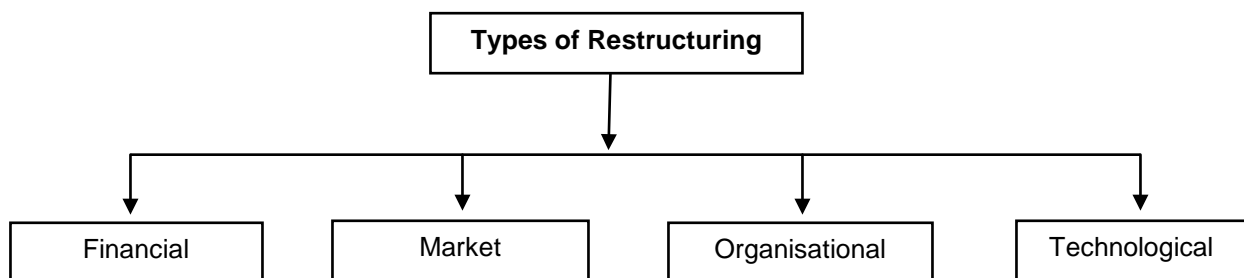 Types of Restructuring
Financial
Market
Organisational
Technological